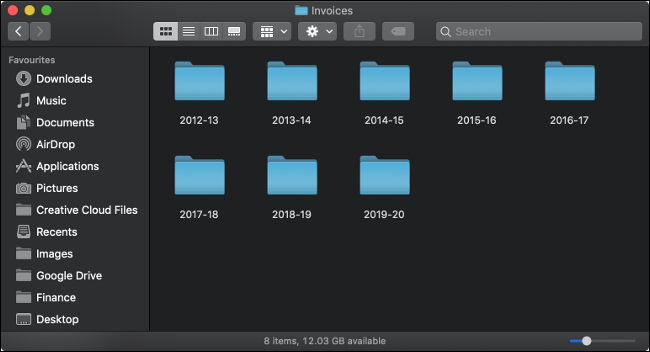 Invoices
Search
Favourites
Downloads
Music
Documents
AirDrop
Applications
Pictures
Creative Cloud Files
Recents
Images
Google Drive
Finance
Desktop
2012-13 2013-14 2014-15 2015-16 2016-17
2017-18 2018-19 2019-20
8 items, 12.03 GB available